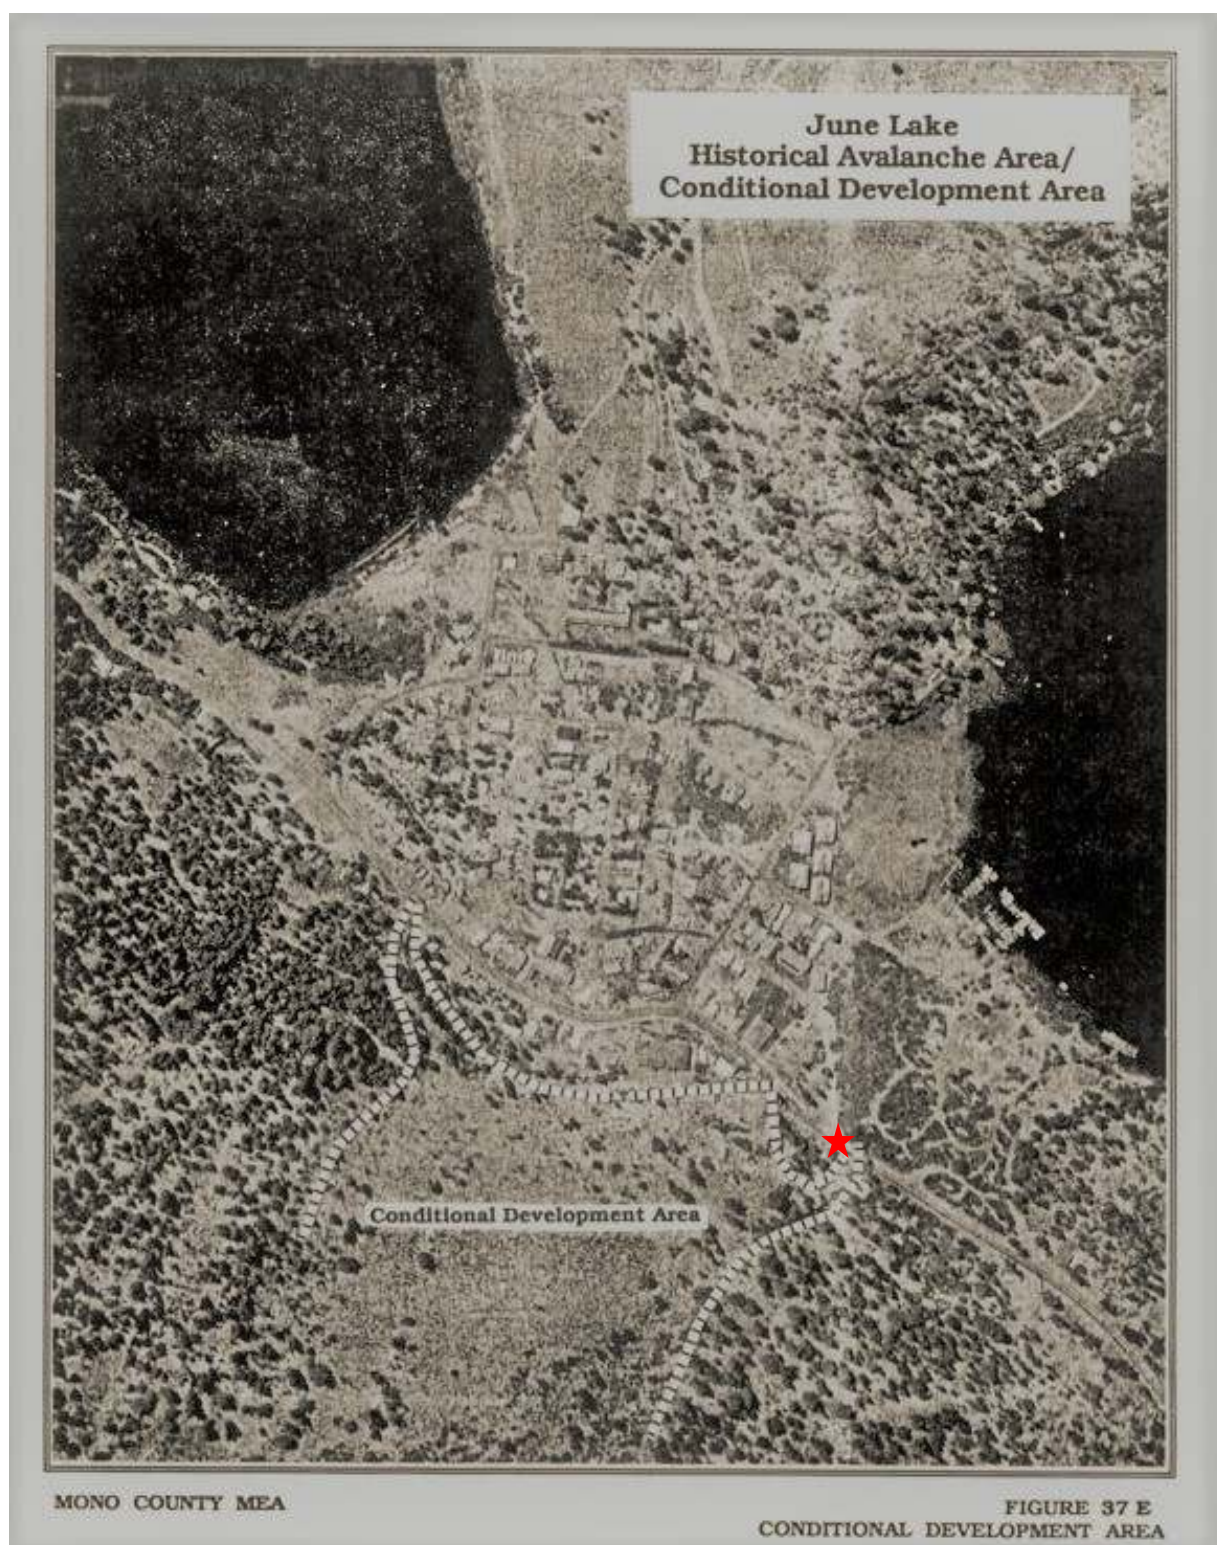 June Lake
Historical Avalanche Area/
Conditional Development Area
Conditional Development Area
MONO COUNTY MEA
FIGURE 37 E
CONDITIONAL DEVELOPMENT AREA